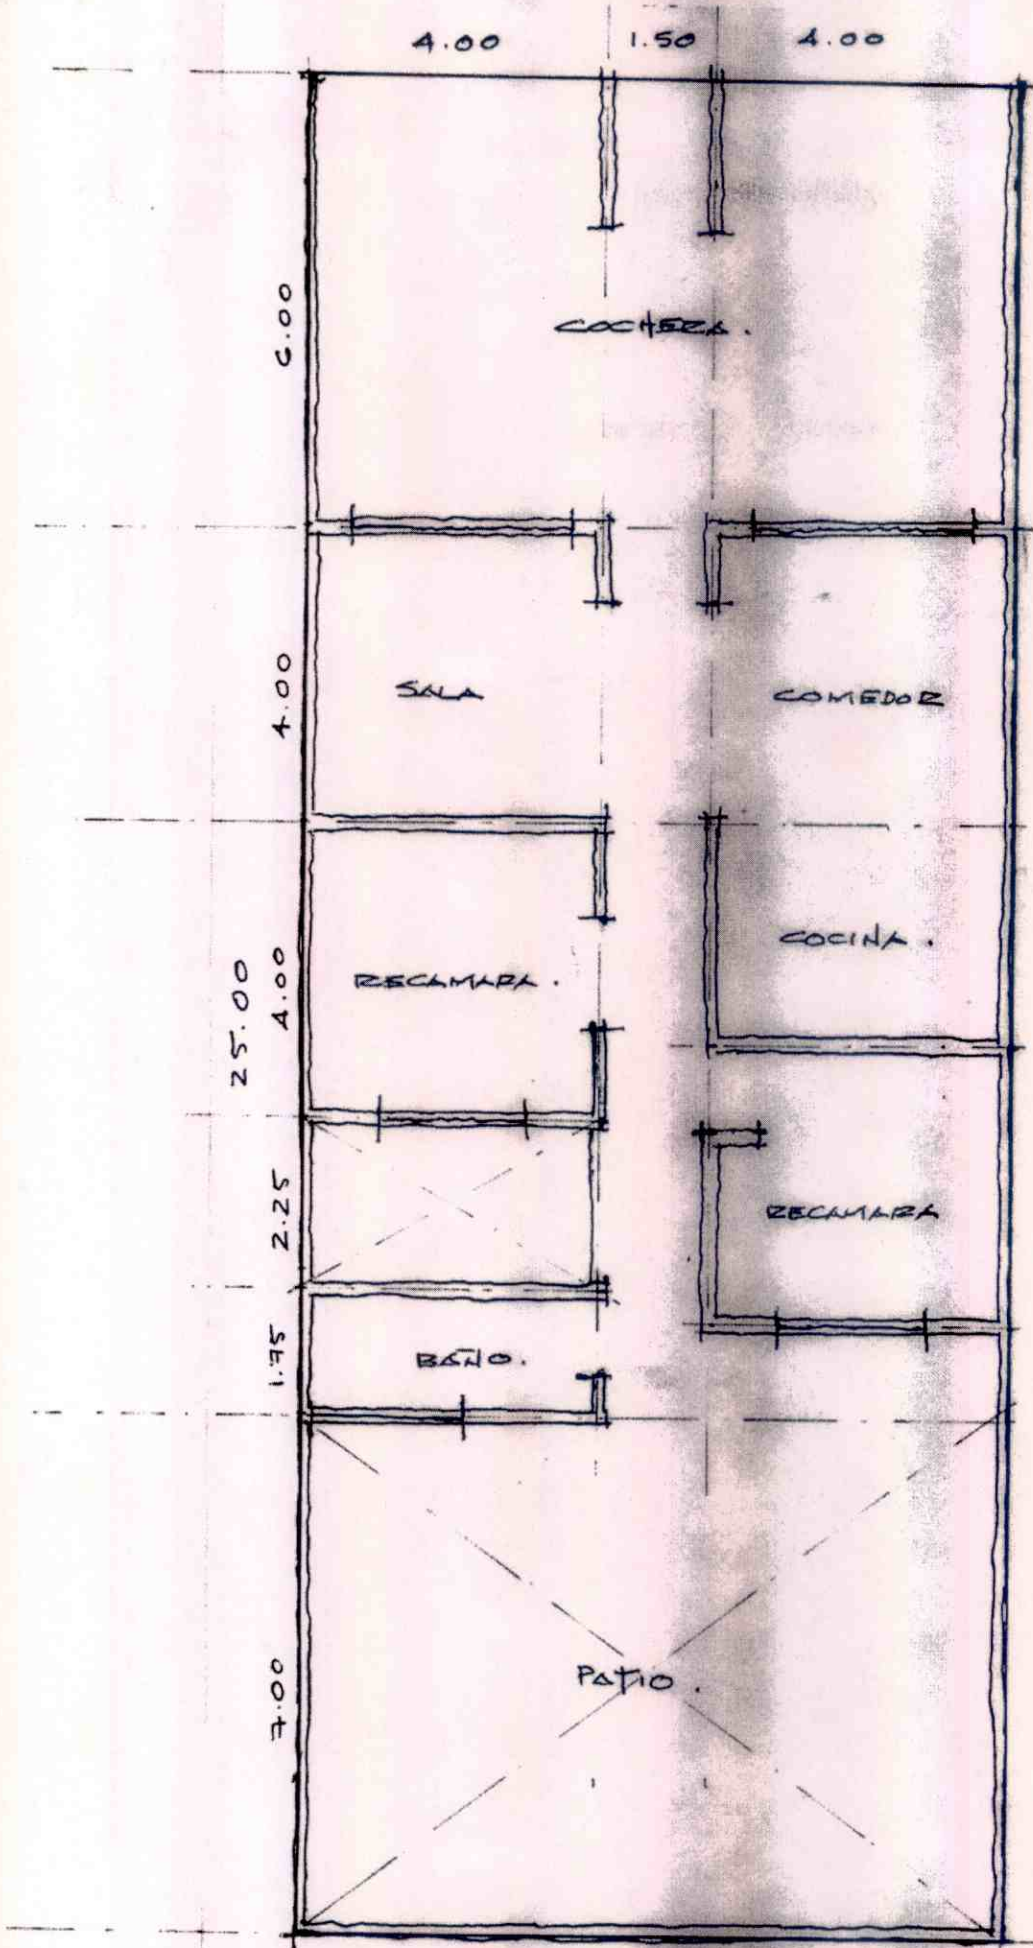 4.00 1.50 4.00
6.00
COCHERA.
4.00
SALA
COMEDOR
25.00
4.00
RECAMARA.
COCINA.
2.25
RECAMARA
1.75
BAÑO.
7.00
PATIO.